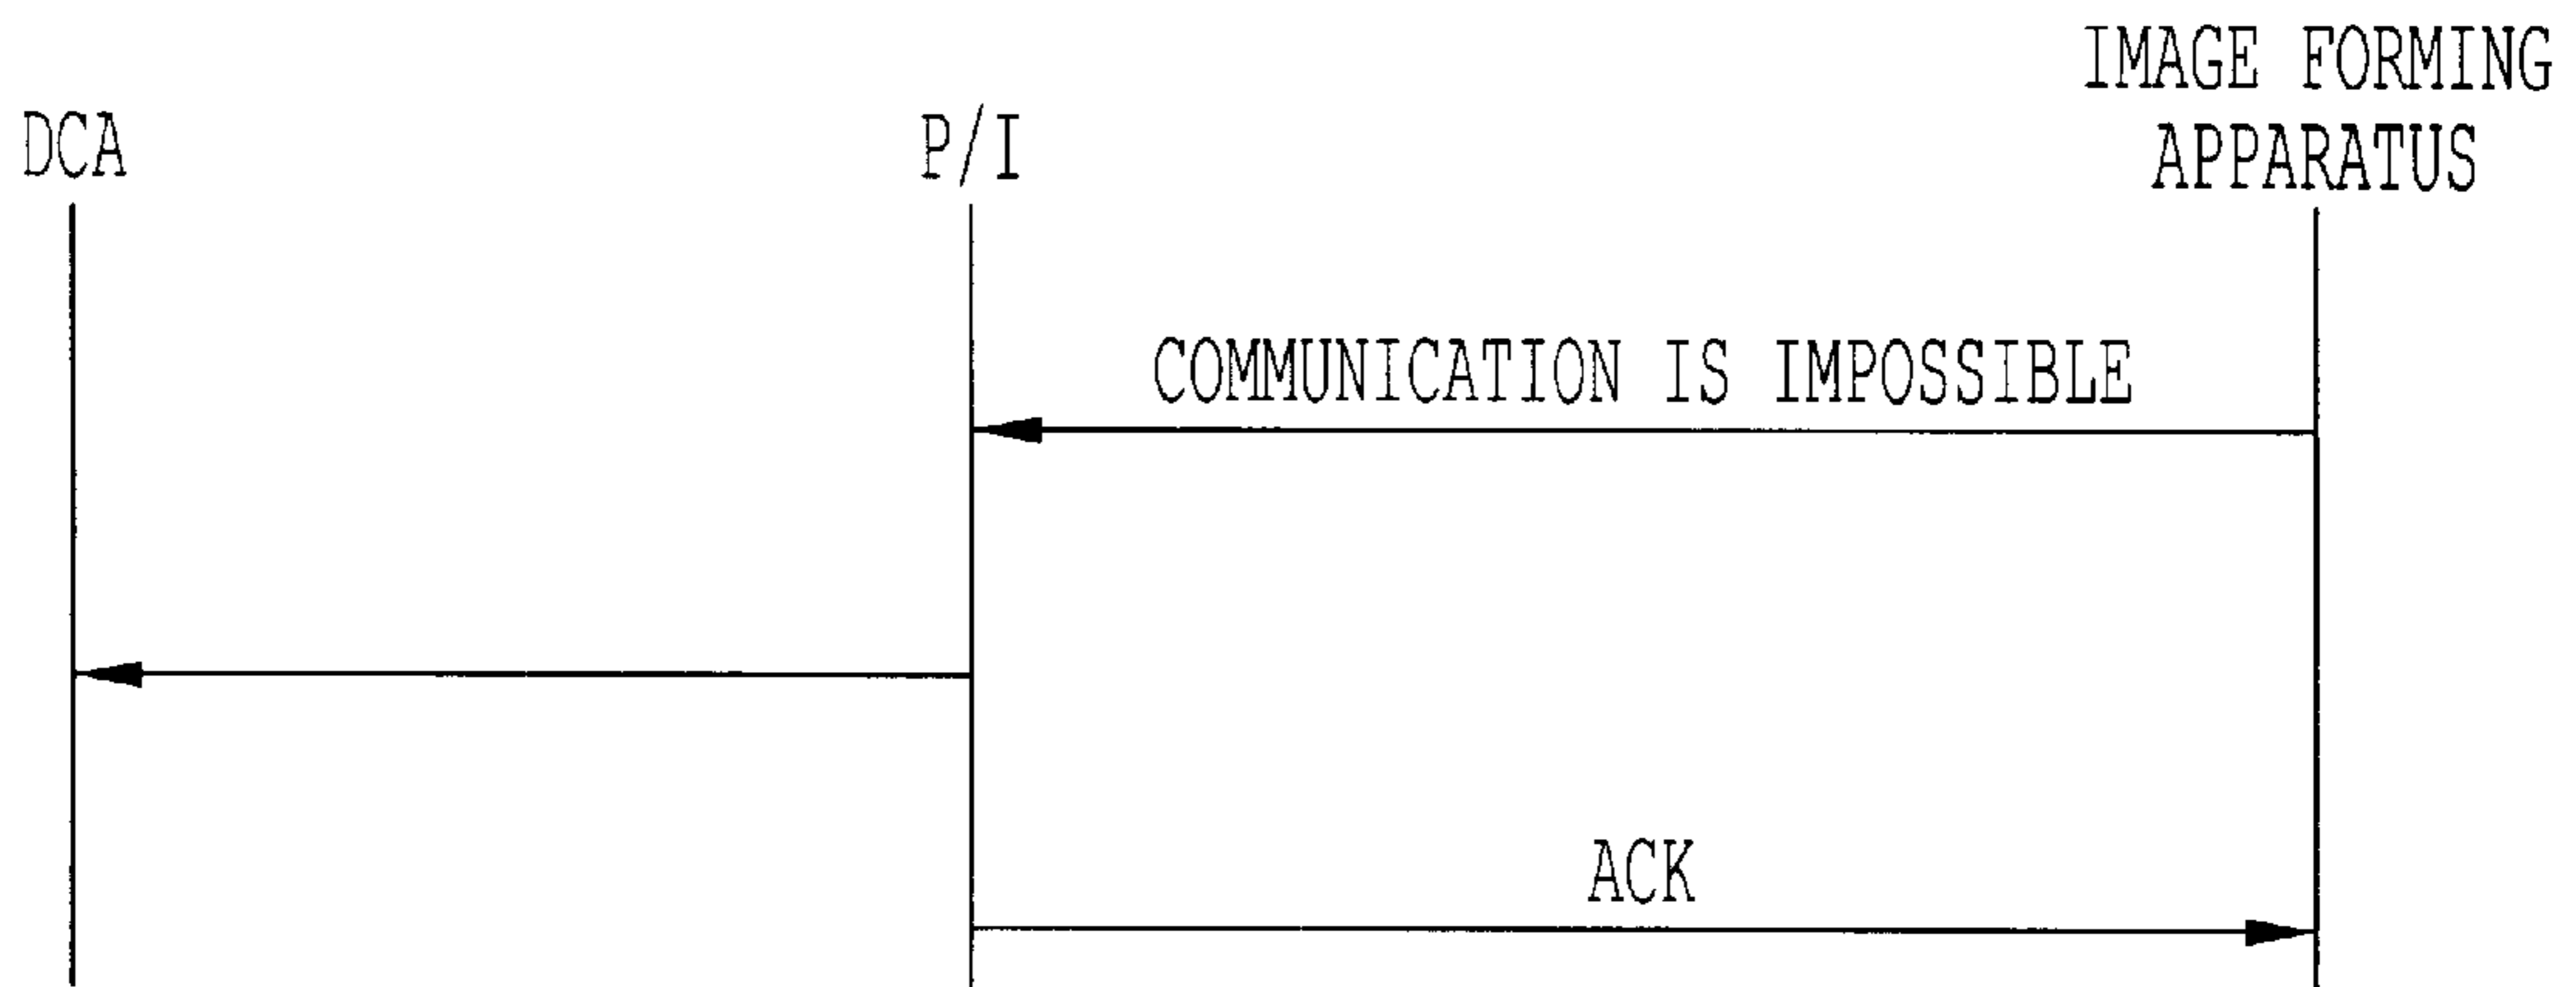 DCA
P/I
IMAGE FORMING
APPARATUS
COMMUNICATION IS IMPOSSIBLE
ACK